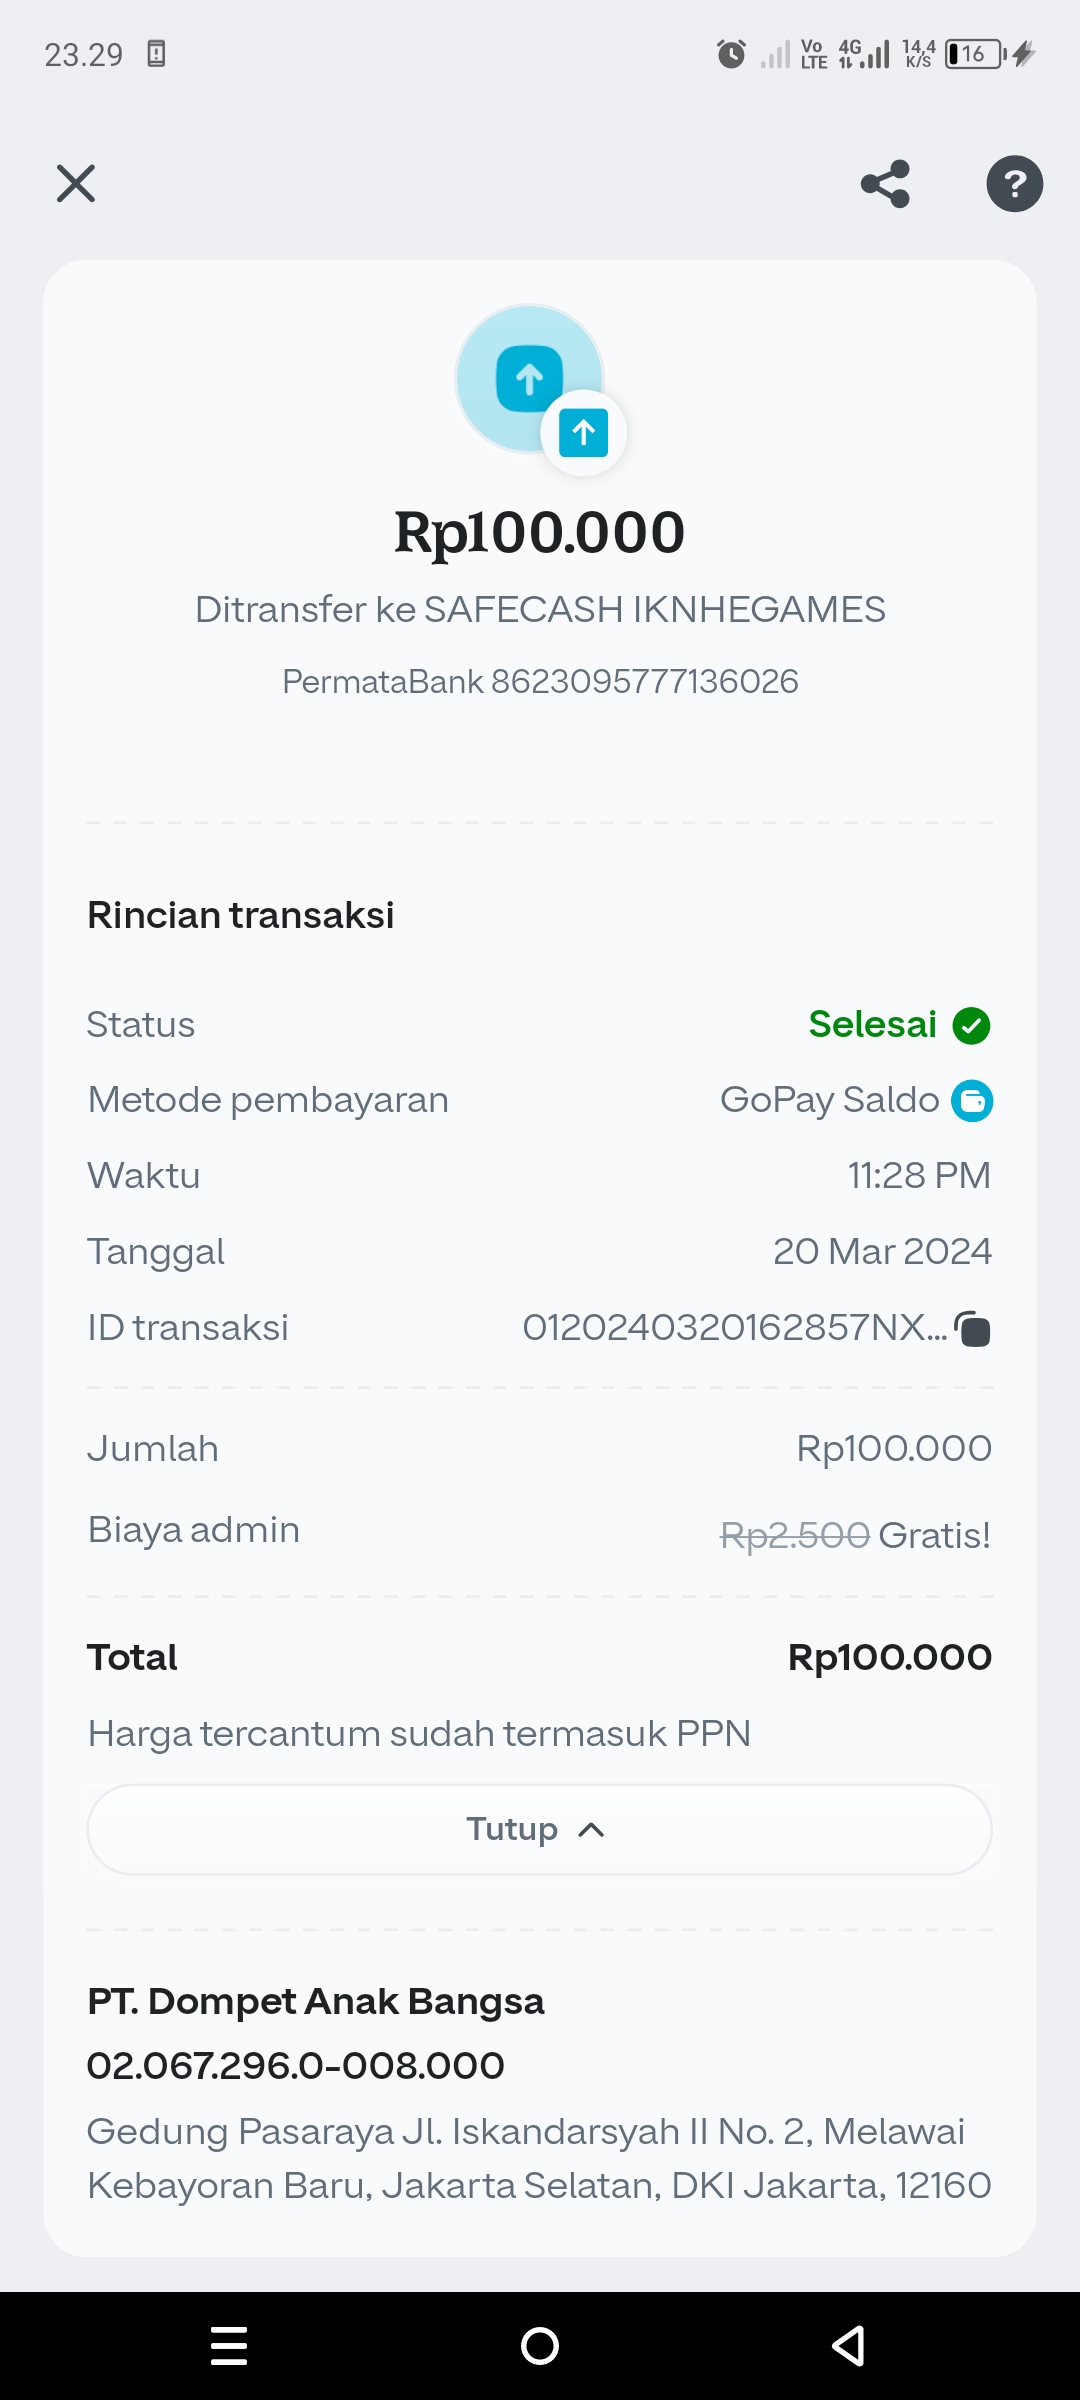 23.29
Vo LTE 4G 14,4 K/S 16
?
Rp100.000
Ditransfer ke SAFECASH IKNHEGAMES
PermataBank 8623095777136026
Rincian transaksi
Status Selesai
Metode pembayaran GoPay Saldo
Waktu 11:28 PM
Tanggal 20 Mar 2024
ID transaksi 0120240320162857NX...
Jumlah Rp100.000
Biaya admin Rp2.500 Gratis!
Total Rp100.000
Harga tercantum sudah termasuk PPN
Tutup
PT. Dompet Anak Bangsa
02.067.296.0-008.000
Gedung Pasaraya Jl. Iskandarsyah II No. 2, Melawai
Kebayoran Baru, Jakarta Selatan, DKI Jakarta, 12160